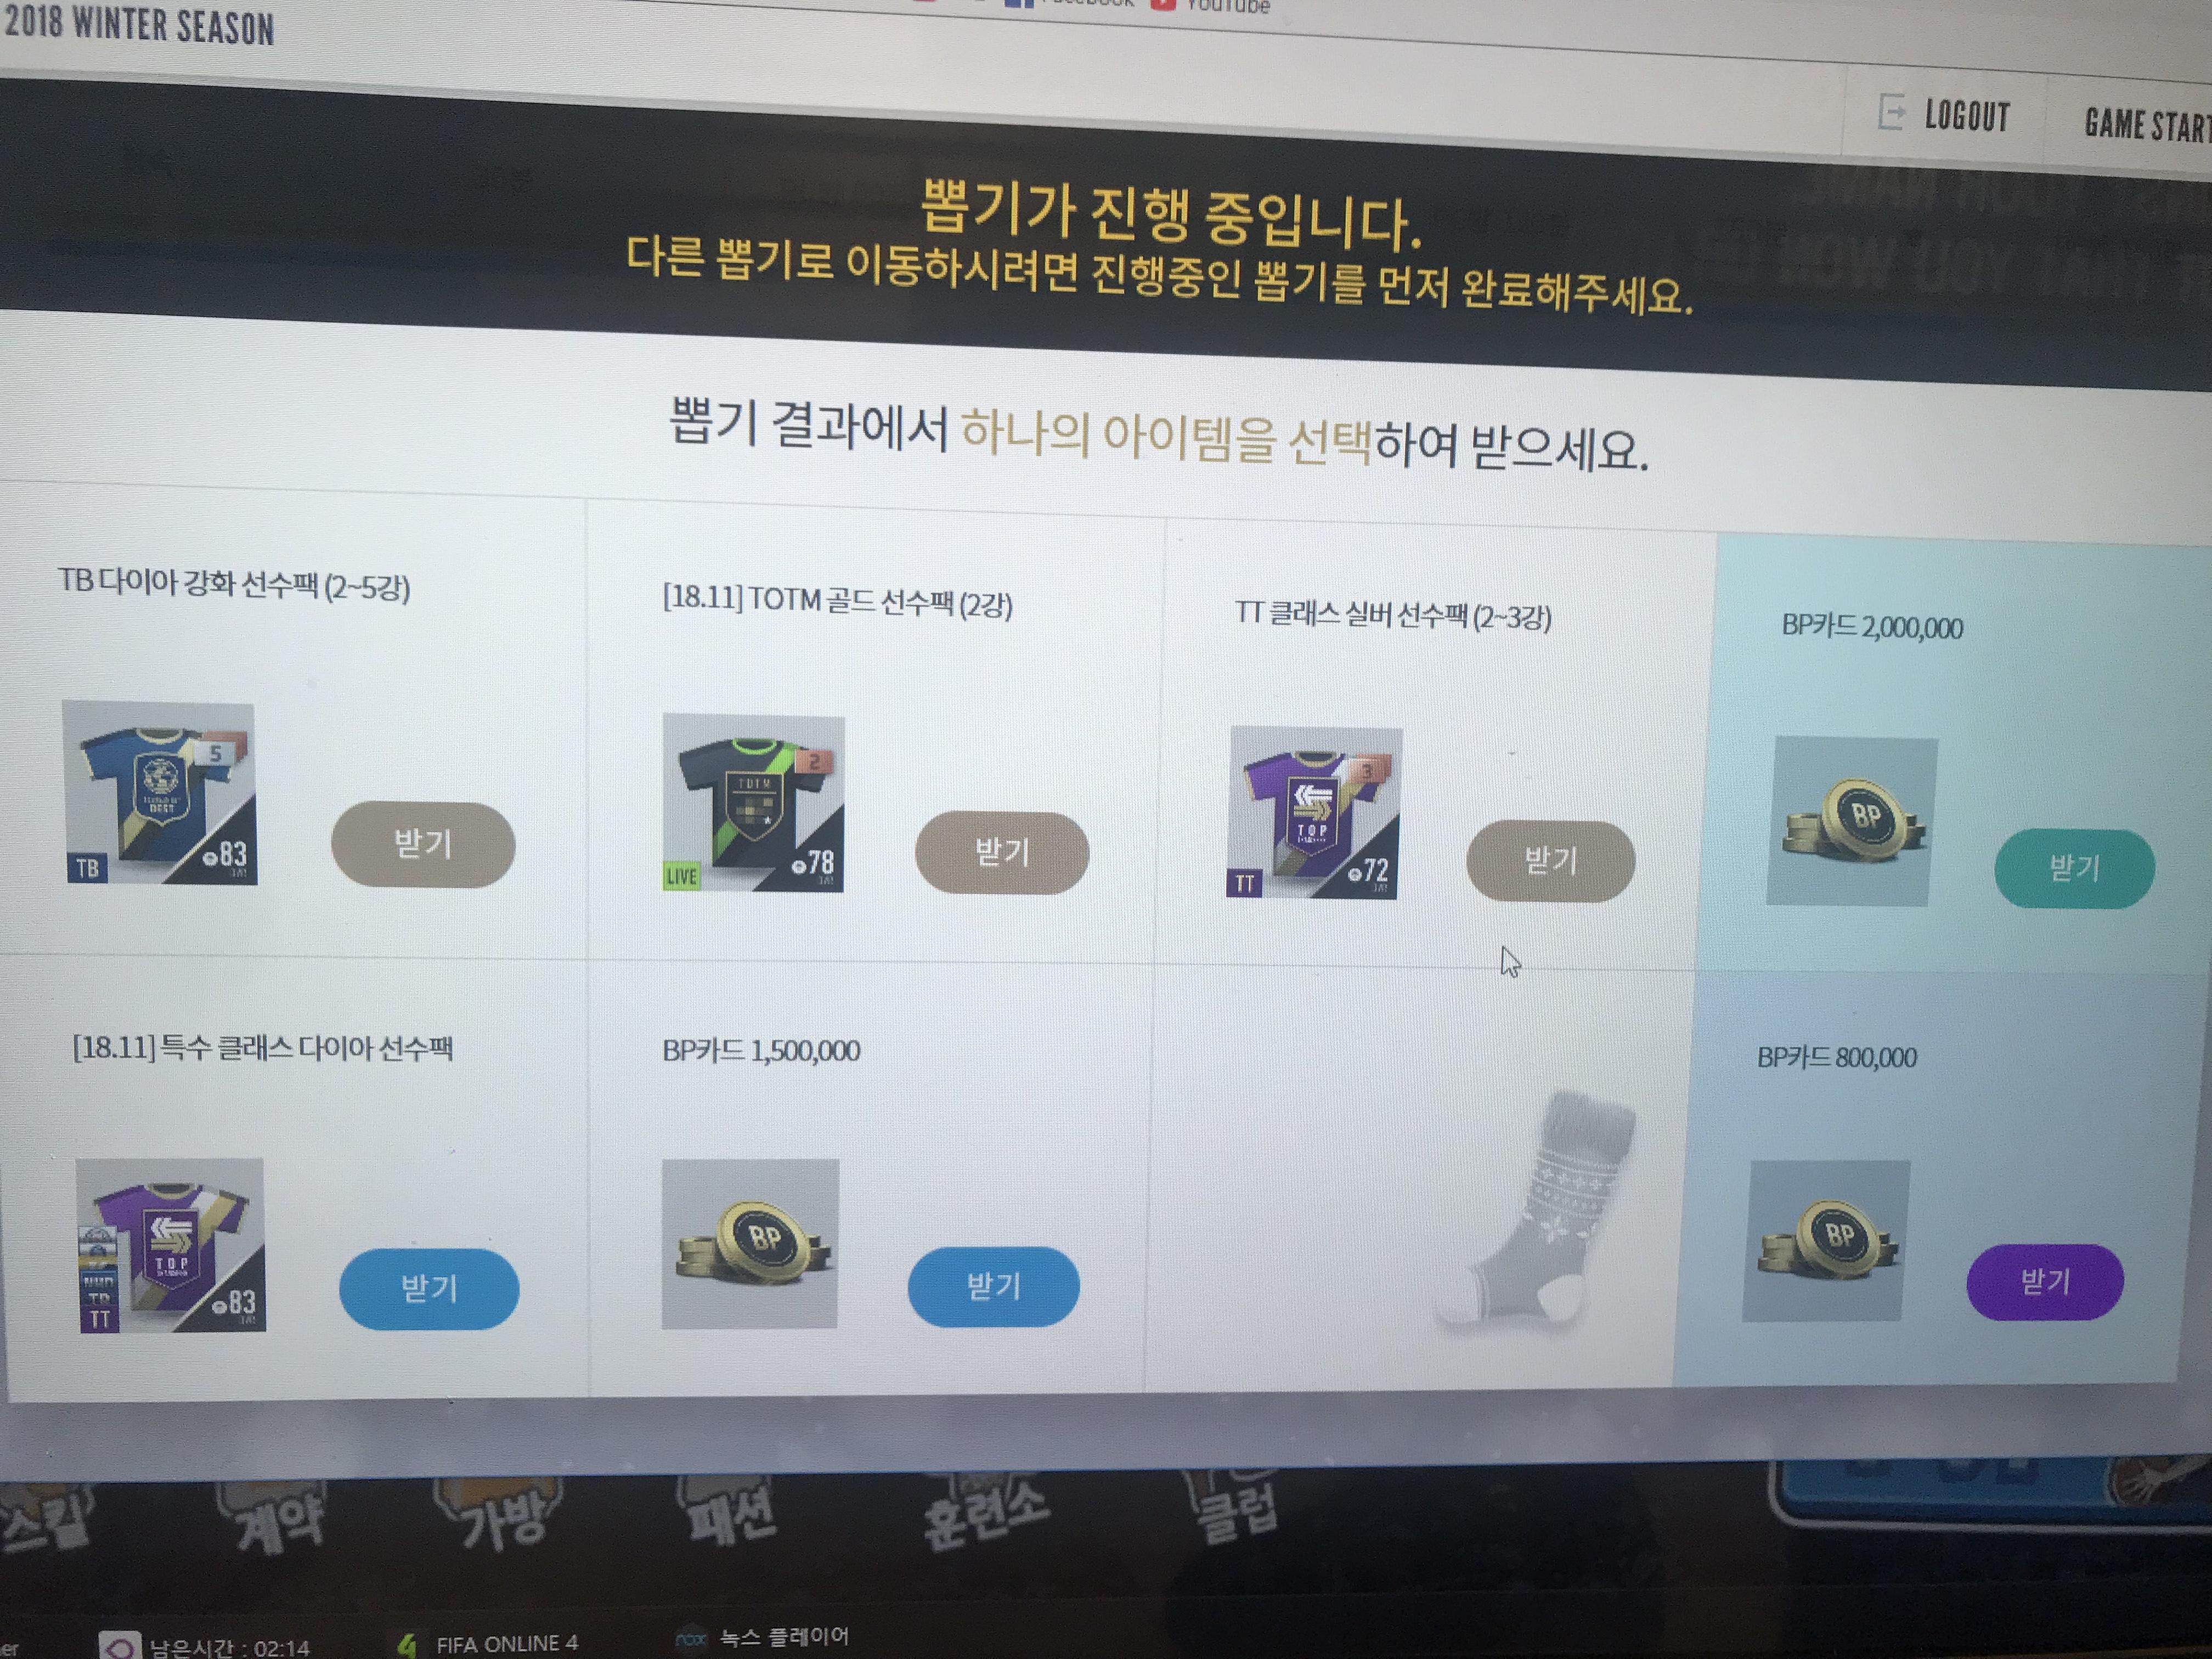 2018 WINTER SEASON
YouTube
LOGOUT
GAME START
뽑기가 진행 중입니다.
다른 뽑기로 이동하시려면 진행중인 뽑기를 먼저 완료해주세요.
뽑기 결과에서 하나의 아이템을 선택하여 받으세요.
TB 다이아 강화 선수팩 (2~5강)
[18.11] TOTM 골드 선수팩 (2강)
TT 클래스 실버 선수팩 (2~3강)
BP카드 2,000,000
5
BEST
TB
83
받기
2
TOTM
LIVE
78
받기
3
TOP
TT
72
받기
BP
받기
[18.11] 특수 클래스 다이아 선수팩
BP카드 1,500,000
BP카드 800,000
TOP
TB
TT
83
받기
BP
받기
BP
받기
스킬
계약
가방
패션
훈련소
클럽
남은시간 : 02:14
FIFA ONLINE 4
nox
녹스 플레이어